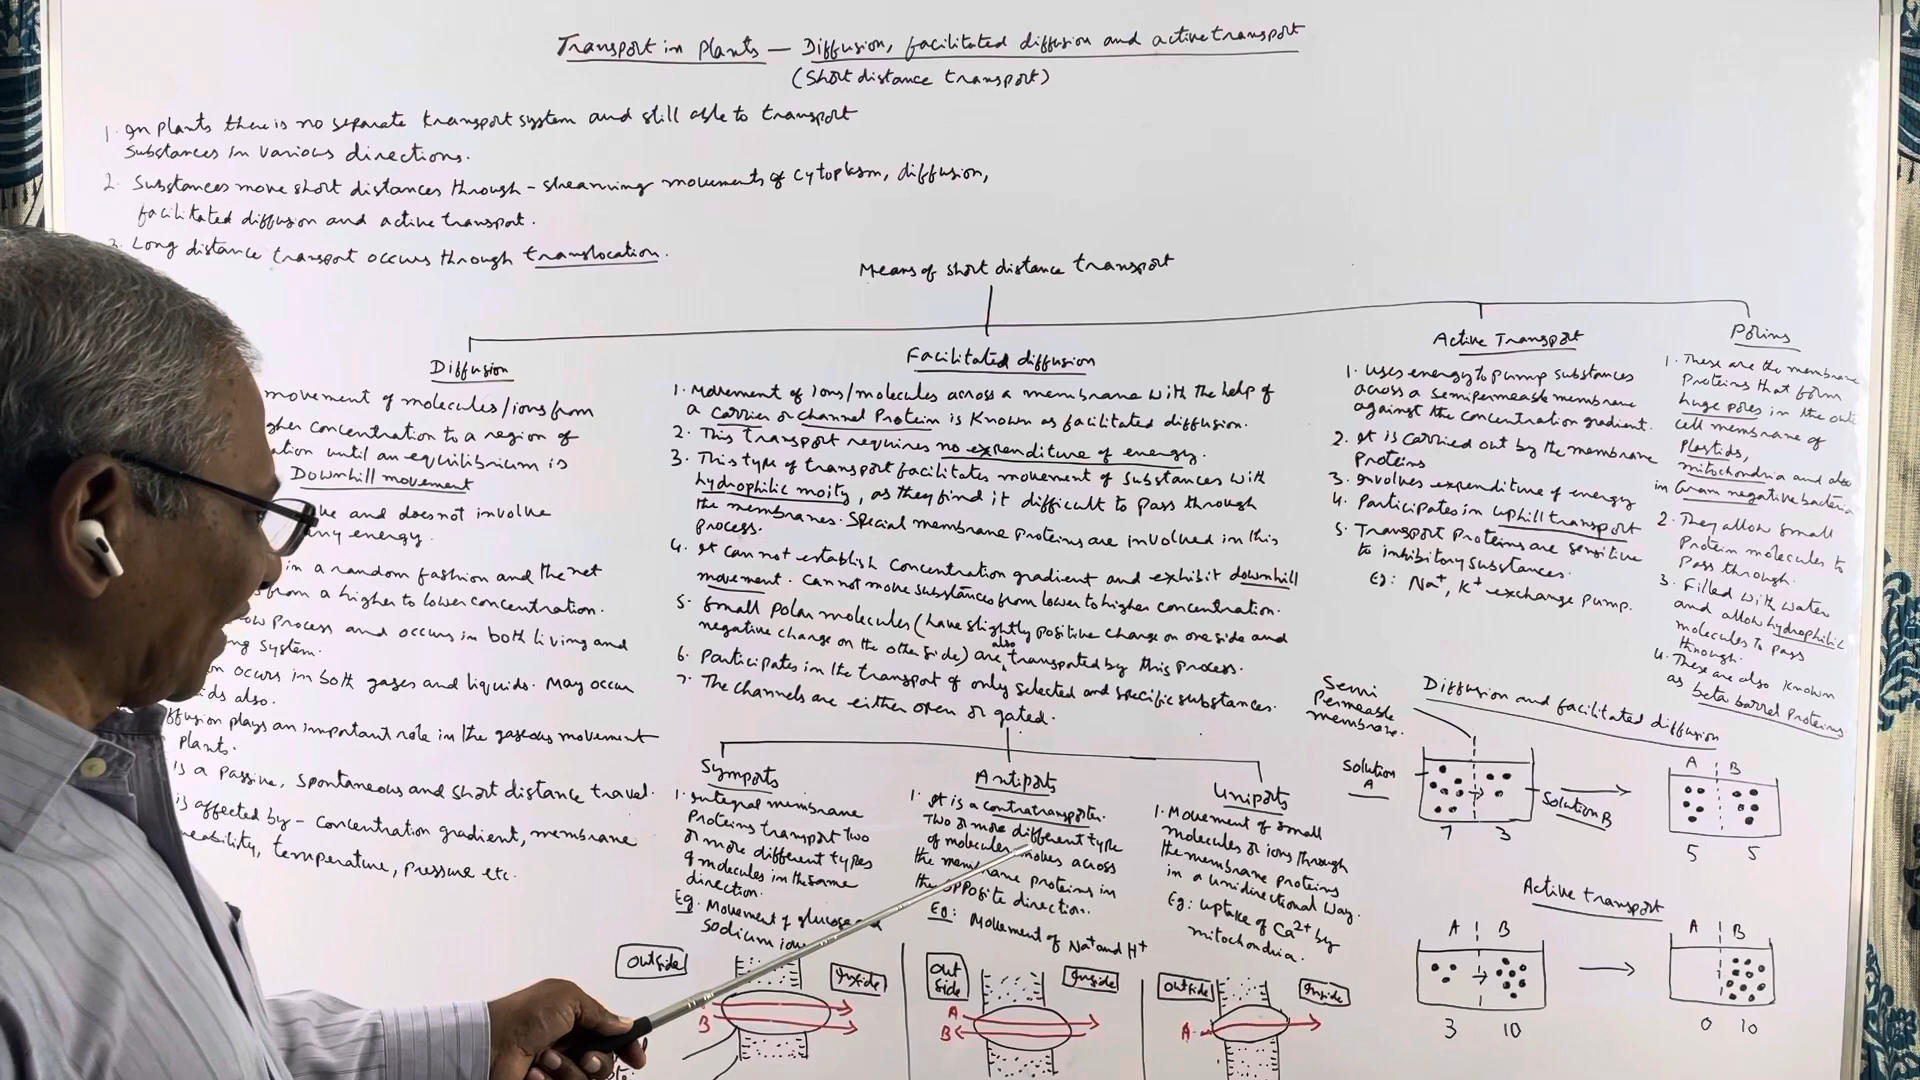 Transport in plants — Diffusion, facilitated diffusion and active transport
(Short distance transport)
1. In plants there is no separate transport system and still able to transport
substances in various directions.
2. Substances move short distances through - streaming movements of cytoplasm, diffusion,
facilitated diffusion and active transport.
3. Long distance transport occurs through translocation.
Means of short distance transport
Diffusion
movement of molecules/ions from
gher concentration to a region of
ation until an equilibrium is
Downhill movement
ve and does not involve
any energy.
in a random fashion and the net
from a higher to lower concentration.
ow process and occurs in both living and
ng system.
on occurs in both gases and liquids. May occur
ids also.
ffusion plays an important role in the gaseous movement
plants.
is a passive, spontaneous and short distance travel.
is affected by - concentration gradient, membrane
meability, temperature, pressure etc.
Facilitated diffusion
1. Movement of ions/molecules across a membrane with the help of
a carrier or channel protein is known as facilitated diffusion.
2. This transport requires no expenditure of energy.
3. This type of transport facilitates movement of substances with
hydrophilic moity, as they find it difficult to pass through
the membranes. Special membrane proteins are involved in this
process.
4. It can not establish concentration gradient and exhibit downhill
movement. Cannot move substances from lower to higher concentration.
5. Small polar molecules (have slightly positive charge on one side and
negative charge on the other side) are also transported by this process.
6. Participates in the transport of only selected and specific substances.
7. The channels are either open or gated.
Symports
1. Integral membrane
proteins transport two
or more different types
of molecules in the same
direction.
Eg. Movement of glucose and
sodium ions
Outside
Inside
B
Antiports
1. It is a contratransporter.
Two or more different type
of molecules moves across
the membrane proteins in
the opposite direction.
Eg: Movement of Na+ and H+
Out
side
Inside
A
B
Uniports
1. Movement of small
molecules or ions through
the membrane proteins
in a unidirectional way.
Eg: uptake of Ca2+ by
mitochondria.
Outside
Inside
A
Active Transport
1. Uses energy to pump substances
across a semipermeable membrane
against the concentration gradient.
2. It is carried out by the membrane
proteins
3. Involves expenditure of energy
4. Participates in uphill transport
5. Transport proteins are sensitive
to inhibitory substances.
Eg: Na+, K+ exchange pump.
Porins
1. These are the membrane
proteins that form
huge pores in the oute
cell membrane of
plastids,
mitochondria and also
in Gram negative bacteria
2. They allow small
protein molecules to
pass through.
3. Filled with water
and allow hydrophilic
molecules to pass
through.
4. These are also known
as beta barrel proteins
Semi
permeable
membrane.
Diffusion and facilitated diffusion
Solution
A
Solution B
7 3
A B
5 5
Active transport
A B
3 10
A B
0 10